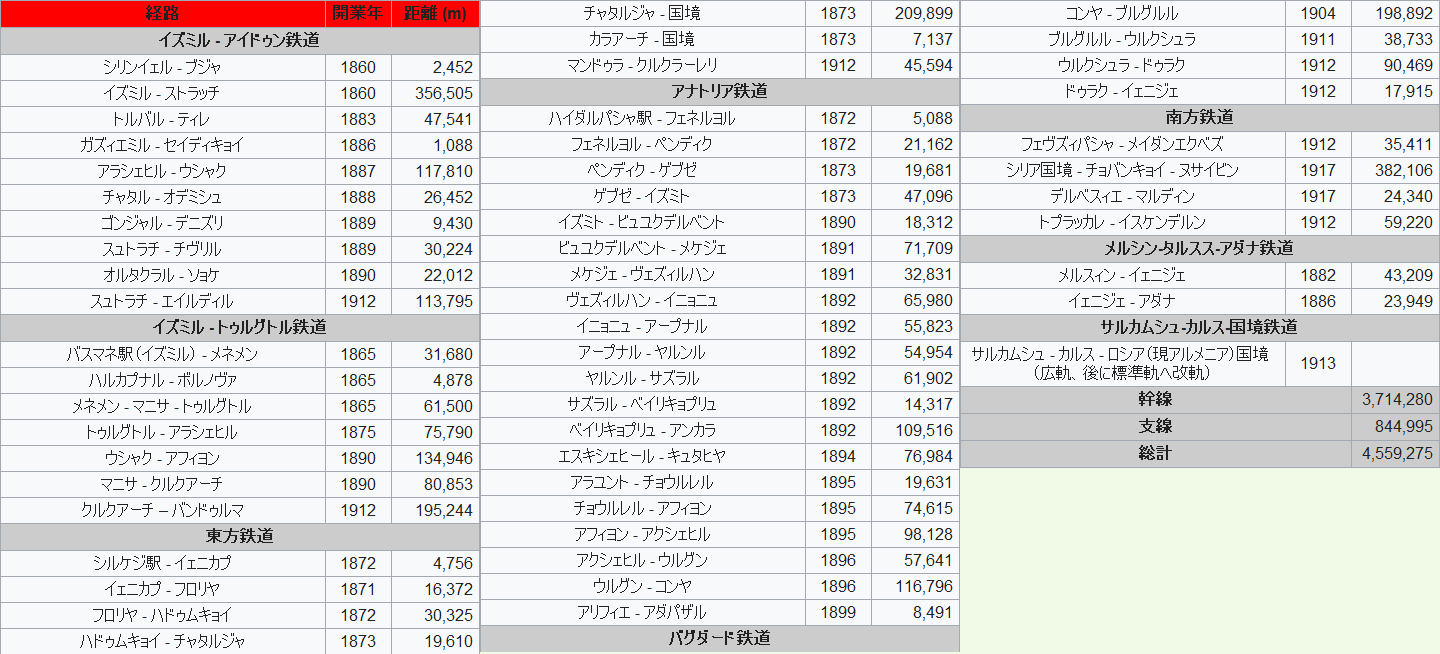 経路 開業年 距離 (m)
イズミル - アイドゥン鉄道
シリンイェル - ブジャ 1860 2,452
イズミル - ストラッチ 1860 356,505
トルバル - ティレ 1883 47,541
ガズィエミル - セイディキョイ 1886 1,088
アラシェヒル - ウシャク 1887 117,810
チャタル - オデミシュ 1888 26,452
ゴンジャル - デニズリ 1889 9,430
スュトラチ - チヴリル 1889 30,224
オルタクラル - ソョケ 1890 22,012
スュトラチ - エイルディル 1912 113,795
イズミル - トゥルグトル鉄道
バスマネ駅（イズミル） - メネメン 1865 31,680
ハルカプナル - ボルノヴァ 1865 4,878
メネメン - マニサ - トゥルグトル 1865 61,500
トゥルグトル - アラシェヒル 1875 75,790
ウシャク - アフィヨン 1890 134,946
マニサ - クルクアーチ 1890 80,853
クルクアーチ – バンドゥルマ 1912 195,244
東方鉄道
シルケジ駅 - イェニカプ 1872 4,756
イェニカプ - フロリヤ 1871 16,372
フロリヤ - ハドゥムキョイ 1872 30,325
ハドゥムキョイ - チャタルジャ 1873 19,610
チャタルジャ - 国境 1873 209,899
カラアーチ - 国境 1873 7,137
マンドゥラ - クルクラーレリ 1912 45,594
アナトリア鉄道
ハイダルパシャ駅 - フェネルヨル 1872 5,088
フェネルヨル - ペンディク 1872 21,162
ペンディク - ゲブゼ 1873 19,681
ゲブゼ - イズミト 1873 47,096
イズミト - ビュユクデルベント 1890 18,312
ビュユクデルベント - メケジェ 1891 71,709
メケジェ - ヴェズィルハン 1891 32,831
ヴェズィルハン - イニョニュ 1892 65,980
イニョニュ - アープナル 1892 55,823
アープナル - ヤルンル 1892 54,954
ヤルンル - サズラル 1892 61,902
サズラル - ベイリキョプリュ 1892 14,317
ベイリキョプリュ - アンカラ 1892 109,516
エスキシェヒール - キュタヒヤ 1894 76,984
アラユント - チョウルレル 1895 19,631
チョウルレル - アフィヨン 1895 74,615
アフィヨン - アクシェヒル 1895 98,128
アクシェヒル - ウルグン 1896 57,641
ウルグン - コンヤ 1896 116,796
アリフィエ - アダパザル 1899 8,491
バグダード鉄道
コンヤ - ブルグルル 1904 198,892
ブルグルル - ウルクシュラ 1911 38,733
ウルクシュラ - ドゥラク 1912 90,469
ドゥラク - イェニジェ 1912 17,915
南方鉄道
フェヴズィパシャ - メイダンエクベズ 1912 35,411
シリア国境 - チョバンキョイ - ヌサイビン 1917 382,106
デルベスィエ - マルディン 1917 24,340
トプラッカレ - イスケンデルン 1912 59,220
メルシン-タルスス-アダナ鉄道
メルスィン - イェニジェ 1882 43,209
イェニジェ - アダナ 1886 23,949
サルカムシュ-カルス-国境鉄道
サルカムシュ - カルス - ロシア（現アルメニア）国境
（広軌、後に標準軌へ改軌） 1913
幹線 3,714,280
支線 844,995
総計 4,559,275